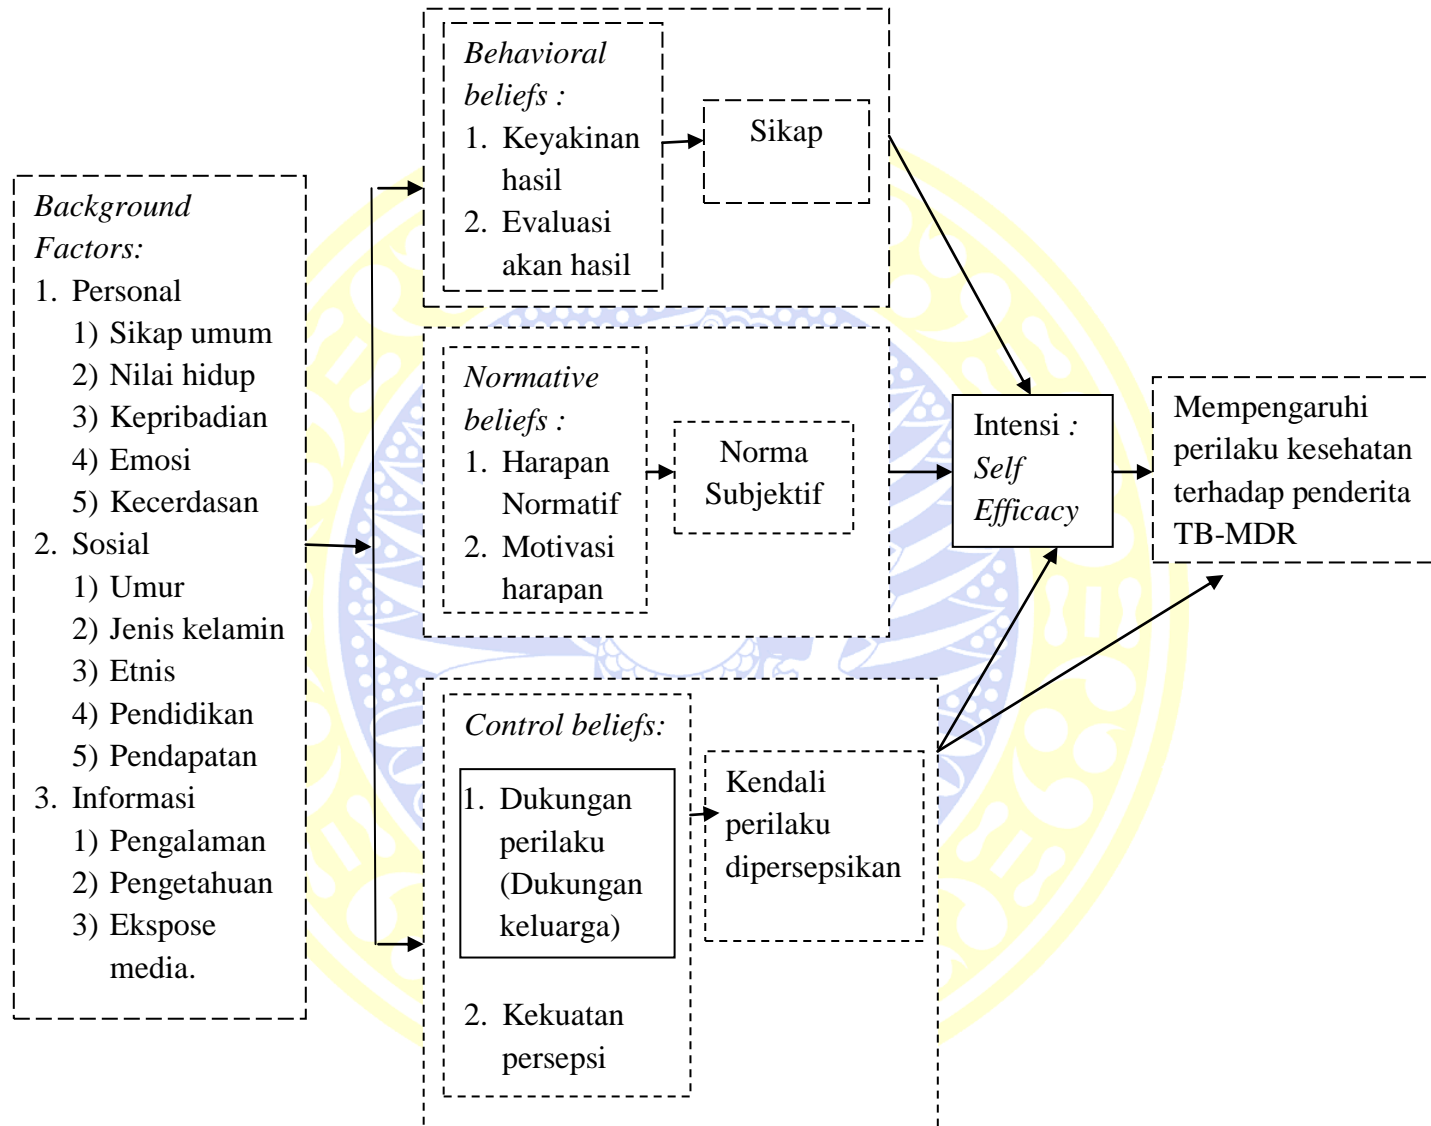 Background
Factors:
1. Personal
1) Sikap umum
2) Nilai hidup
3) Kepribadian
4) Emosi
5) Kecerdasan
2. Sosial
1) Umur
2) Jenis kelamin
3) Etnis
4) Pendidikan
5) Pendapatan
3. Informasi
1) Pengalaman
2) Pengetahuan
3) Ekspose
media.
Behavioral
beliefs :
1. Keyakinan
hasil
2. Evaluasi
akan hasil
Sikap
Normative
beliefs :
1. Harapan
Normatif
2. Motivasi
harapan
Norma
Subjektif
Control beliefs:
1. Dukungan
perilaku
(Dukungan
keluarga)
2. Kekuatan
persepsi
Kendali
perilaku
dipersepsikan
Intensi :
Self
Efficacy
Mempengaruhi
perilaku kesehatan
terhadap penderita
TB-MDR